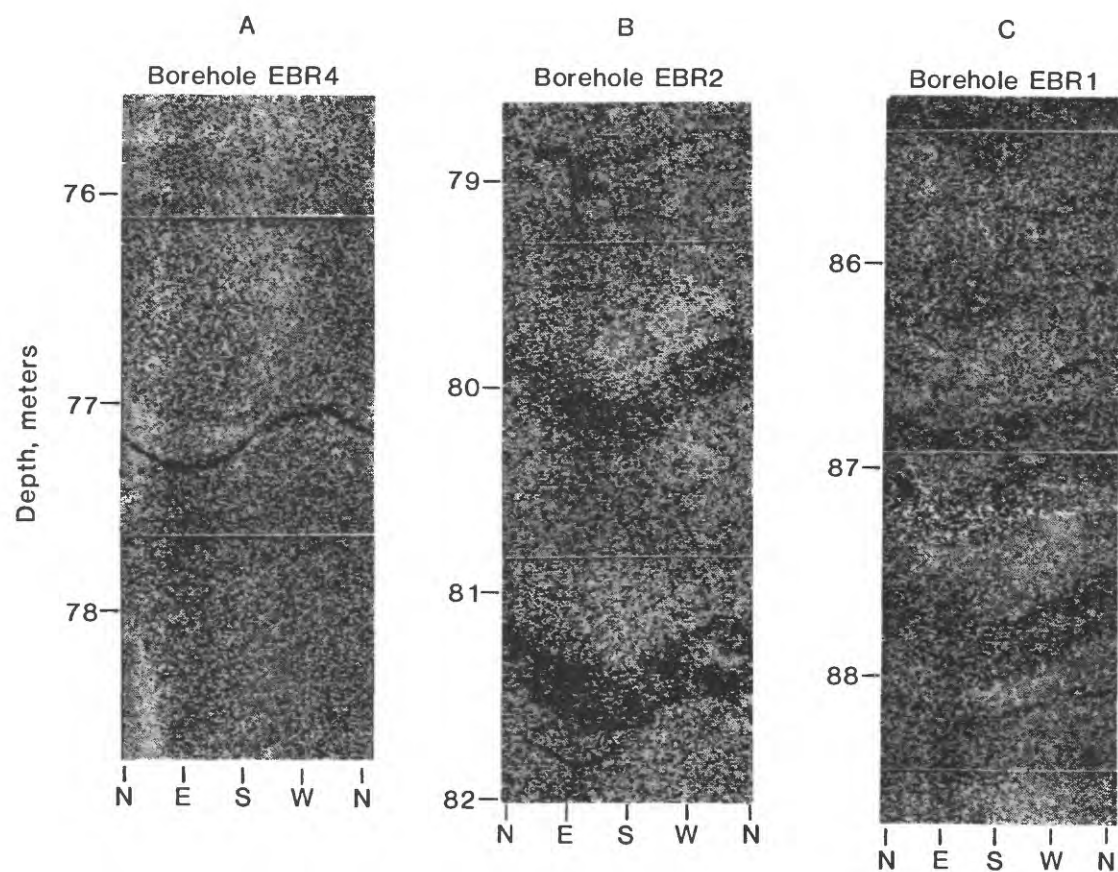 A
Borehole EBR4
B
Borehole EBR2
C
Borehole EBR1
Depth, meters
76
77
78
N E S W N
79
80
81
82
N E S W N
86
87
88
N E S W N